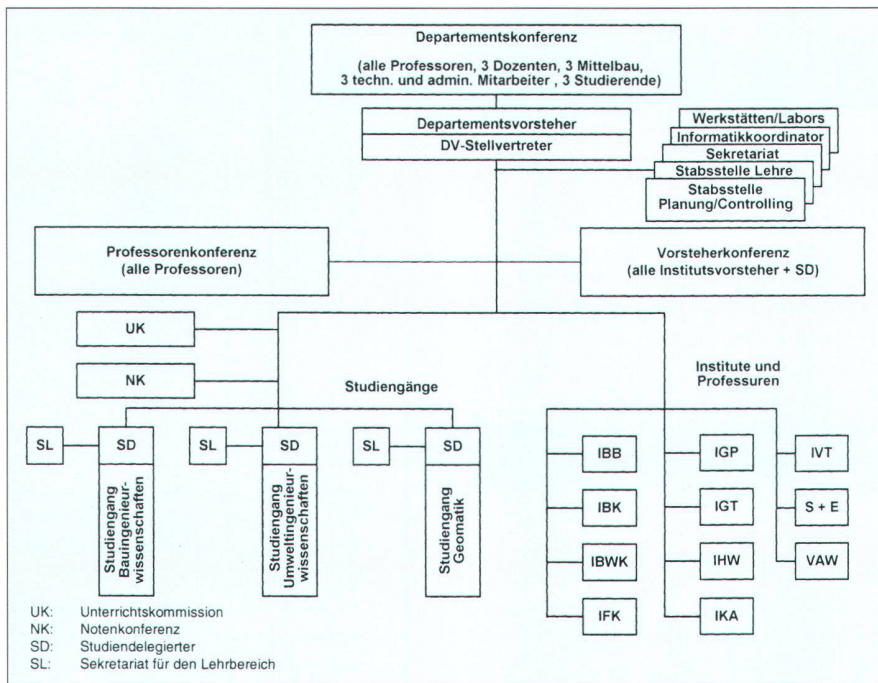 Departementskonferenz
(alle Professoren, 3 Dozenten, 3 Mittelbau,
3 techn. und admin. Mitarbeiter , 3 Studierende)
Departementsvorsteher
DV-Stellvertreter
Werkstätten/Labors
Informatikkoordinator
Sekretariat
Stabsstelle Lehre
Stabsstelle
Planung/Controlling
Professorenkonferenz
(alle Professoren)
Vorsteherkonferenz
(alle Institutsvorsteher + SD)
UK
NK
Studiengänge
Institute und
Professuren
SL
SD
SL
SD
SL
SD
Studiengang
Bauingenieur-
wissenschaften
Studiengang
Umweltingenieur-
wissenschaften
Studiengang
Geomatik
IBB
IGP
IVT
IBK
IGT
S + E
IBWK
IHW
VAW
IFK
IKA
UK: Unterrichtskommission
NK: Notenkonferenz
SD: Studiendelegierter
SL: Sekretariat für den Lehrbereich